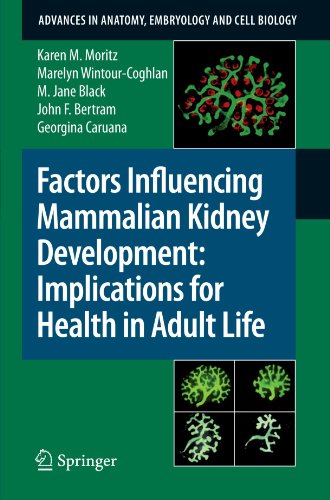 ADVANCES IN ANATOMY, EMBRYOLOGY AND CELL BIOLOGY
Karen M. Moritz
Marelyn Wintour-Coghlan
M. Jane Black
John F. Bertram
Georgina Caruana
Factors Influencing
Mammalian Kidney
Development:
Implications for
Health in Adult Life
Springer